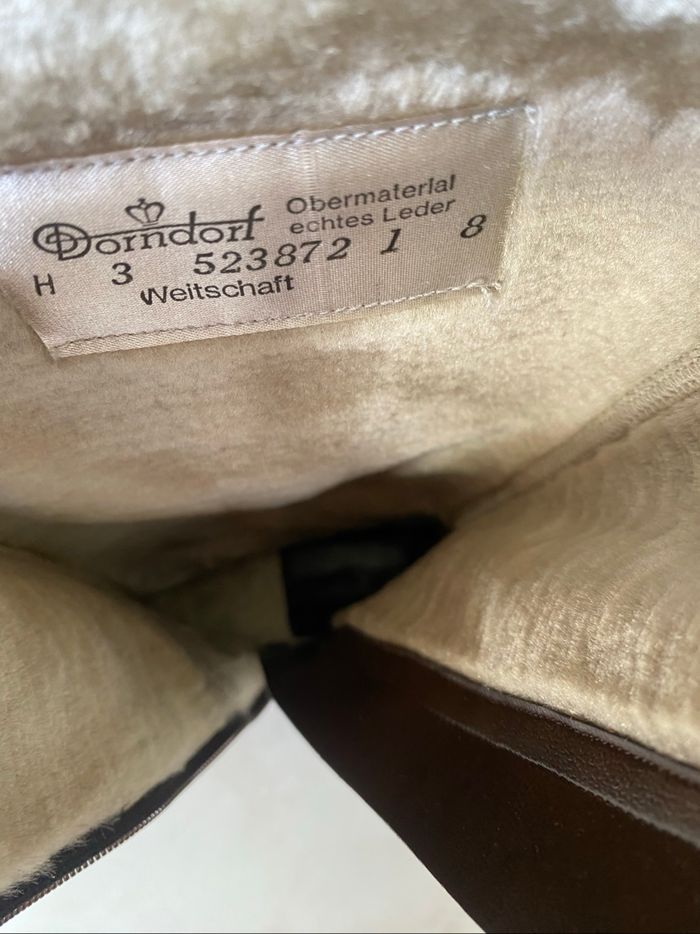 Dorndorf
Obermaterial
echtes Leder
H 3 523872 1 8
Weitschaft